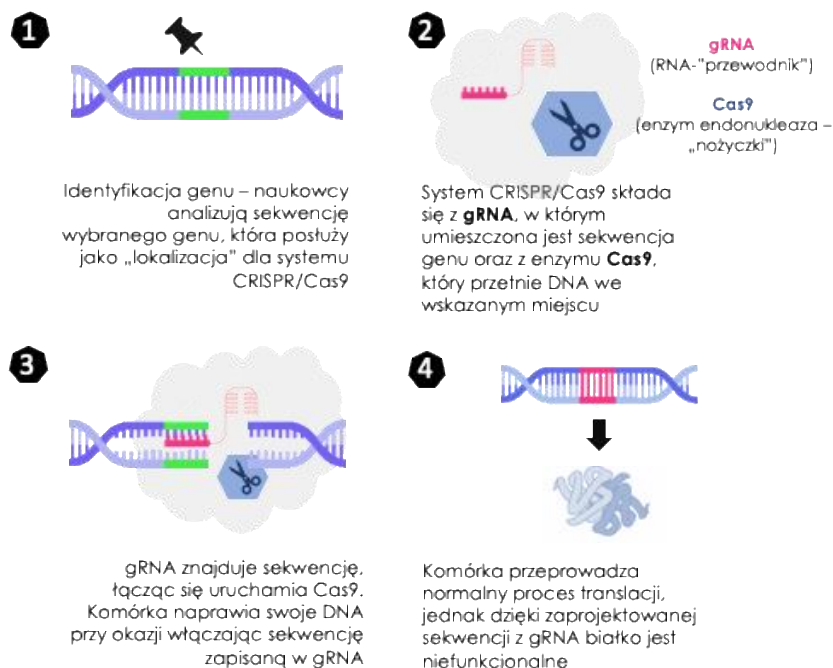 1
Identyfikacja genu – naukowcy
analizują sekwencję
wybranego genu, która posłuży
jako „lokalizacja” dla systemu
CRISPR/Cas9
2
gRNA
(RNA-"przewodnik")
Cas9
(enzym endonukleaza –
„nożyczki")
System CRISPR/Cas9 składa
się z gRNA, w którym
umieszczona jest sekwencja
genu oraz z enzymu Cas9,
który przetnie DNA we
wskazanym miejscu
3
gRNA znajduje sekwencję,
łącząc się uruchamia Cas9.
Komórka naprawia swoje DNA
przy okazji włączając sekwencję
zapisaną w gRNA
4
Komórka przeprowadza
normalny proces translacji,
jednak dzięki zaprojektowanej
sekwencji z gRNA białko jest
niefunkcjonalne